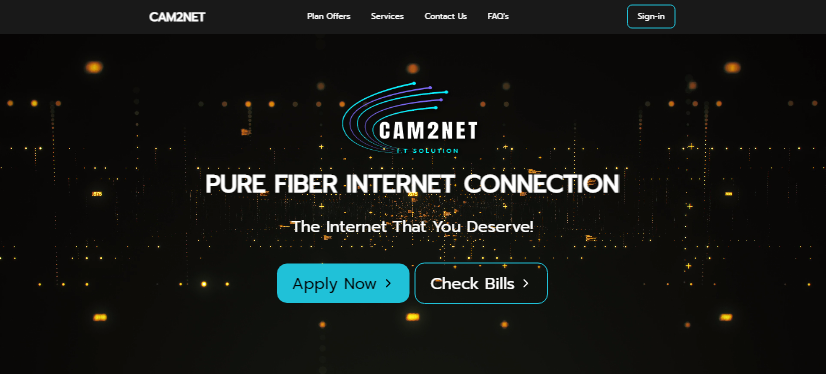 CAM2NET
Plan Offers
Services
Contact Us
FAQ's
Sign-in
CAM2NET
I.T SOLUTION
PURE FIBER INTERNET CONNECTION
The Internet That You Deserve!
Apply Now
Check Bills